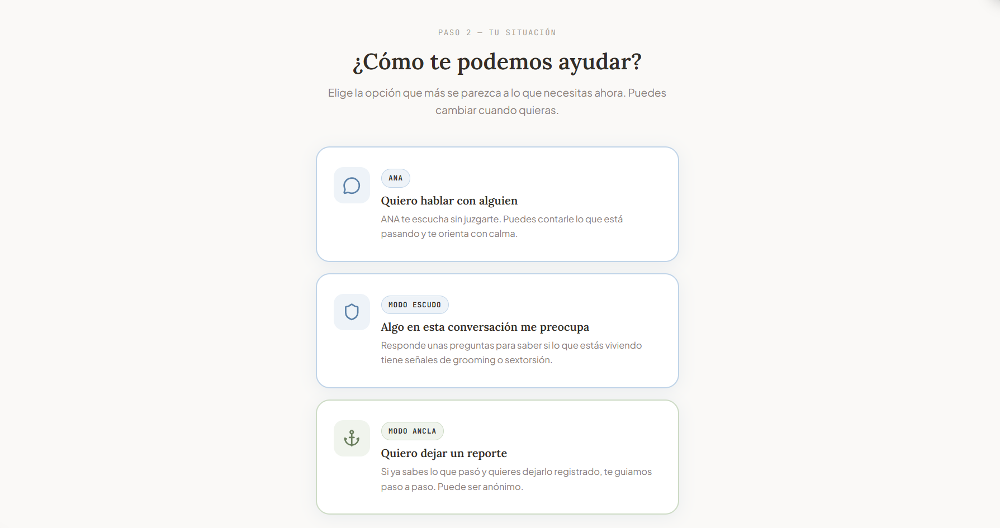 PASO 2 — TU SITUACIÓN
¿Cómo te podemos ayudar?
Elige la opción que más se parezca a lo que necesitas ahora. Puedes
cambiar cuando quieras.
ANA
Quiero hablar con alguien
ANA te escucha sin juzgarte. Puedes contarle lo que está
pasando y te orienta con calma.
MODO ESCUDO
Algo en esta conversación me preocupa
Responde unas preguntas para saber si lo que estás viviendo
tiene señales de grooming o sextorsión.
MODO ANCLA
Quiero dejar un reporte
Si ya sabes lo que pasó y quieres dejarlo registrado, te guiamos
paso a paso. Puede ser anónimo.